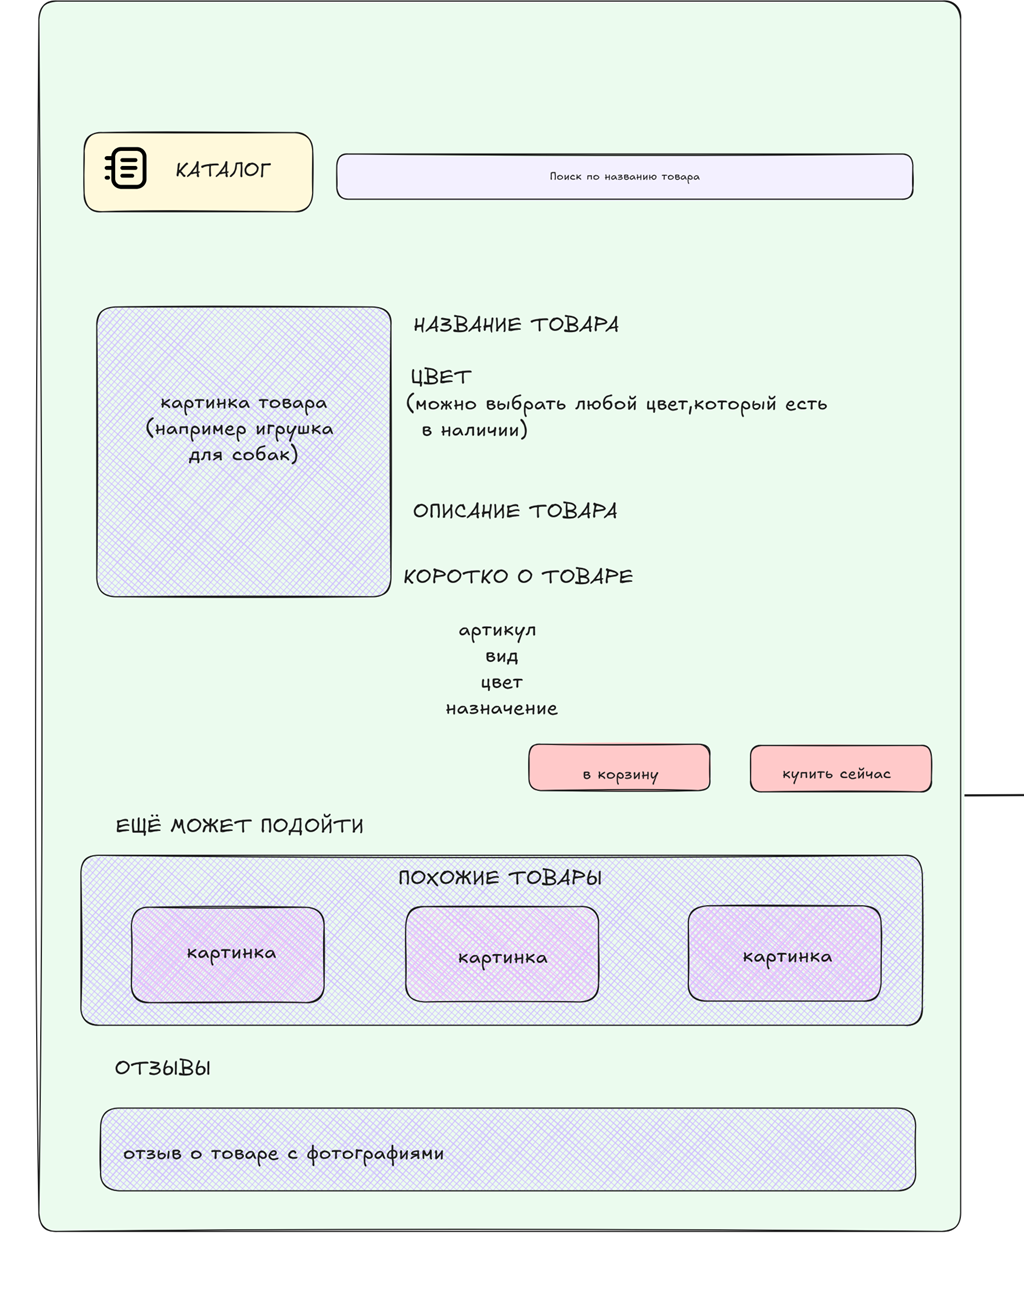 КАТАЛОГ
Поиск по названию товара
НАЗВАНИЕ ТОВАРА
ЦВЕТ
(можно выбрать любой цвет,который есть
в наличии)
картинка товара
(например игрушка
для собак)
ОПИСАНИЕ ТОВАРА
КОРОТКО О ТОВАРЕ
артикул
вид
цвет
назначение
в корзину
купить сейчас
ЕЩЁ МОЖЕТ ПОДОЙТИ
ПОХОЖИЕ ТОВАРЫ
картинка
картинка
картинка
ОТЗЫВЫ
отзыв о товаре с фотографиями